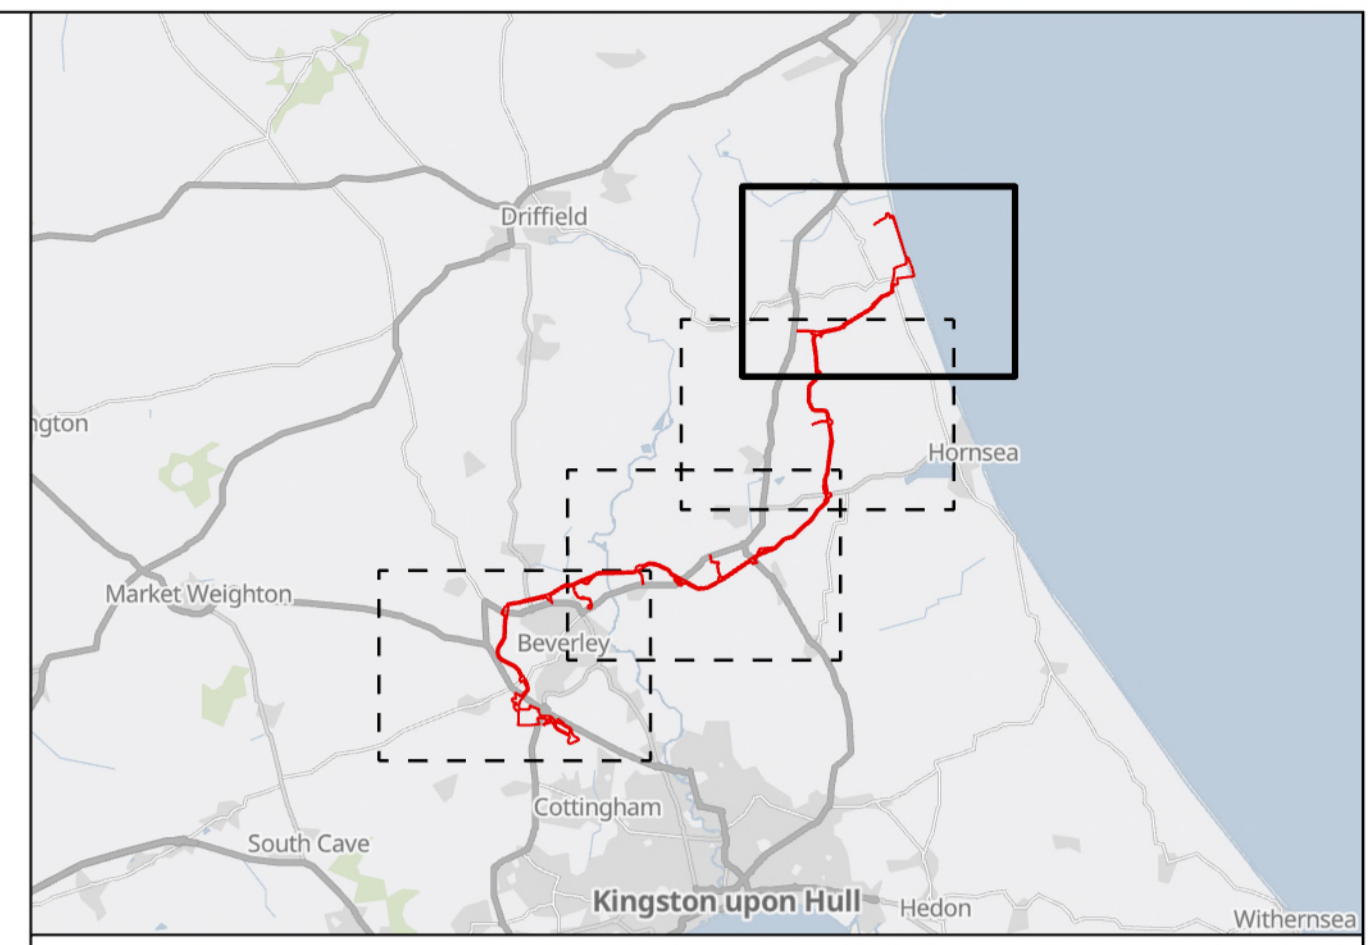 Driffield
ngton
Hornsea
Market Weighton
Beverley
Cottingham
South Cave
Kingston upon Hull
Hedon
Withernsea